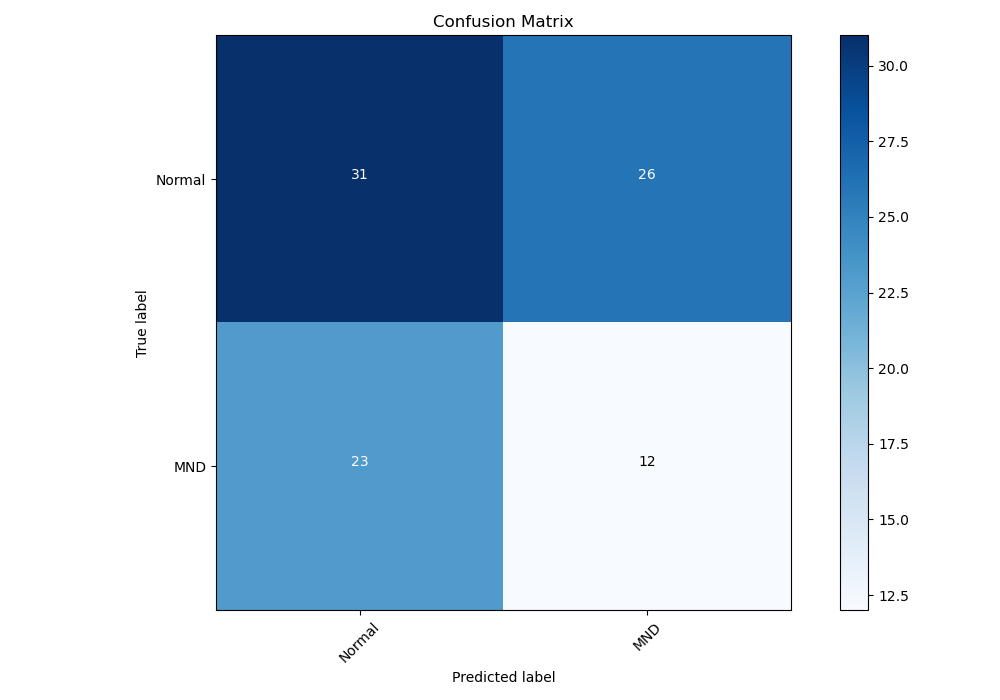 Confusion Matrix
True label
Normal
MND
31
26
23
12
Normal
MND
Predicted label
30.0
27.5
25.0
22.5
20.0
17.5
15.0
12.5